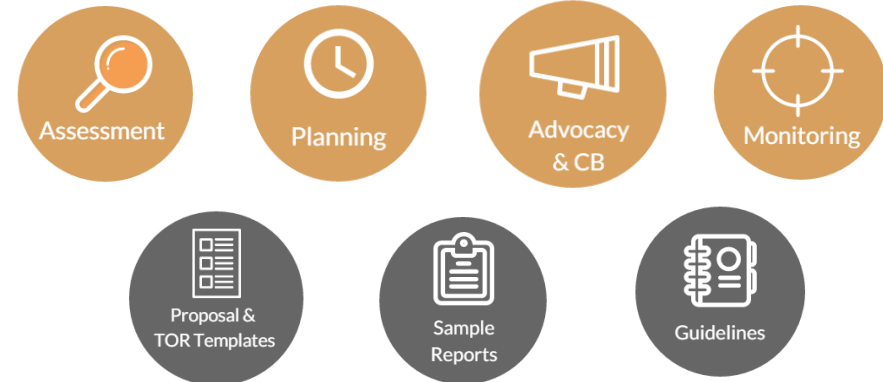 Assessment
Planning
Advocacy
& CB
Monitoring
Proposal &
TOR Templates
Sample
Reports
Guidelines